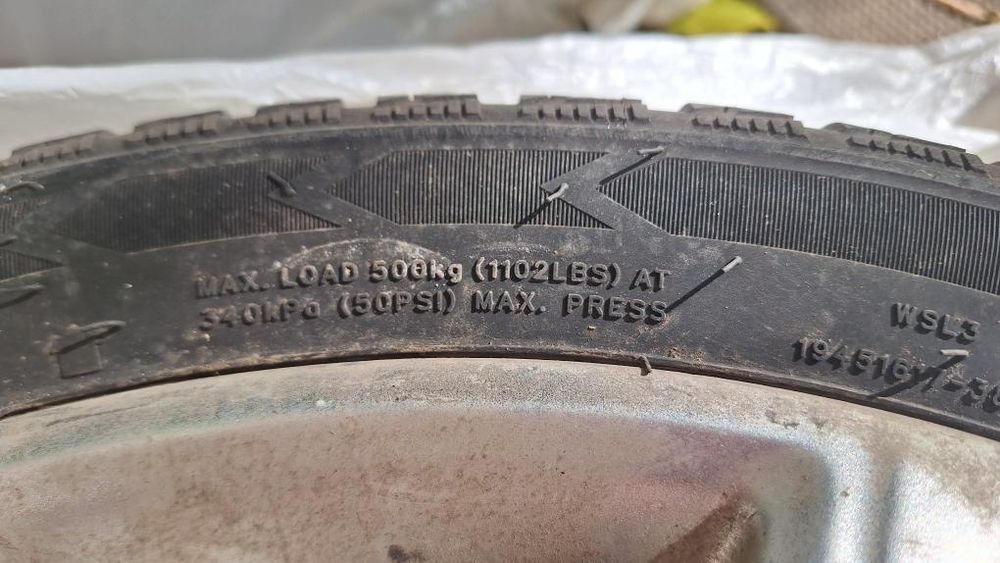 MAX. LOAD 500kg (1102LBS) AT
340kPa (50PSI) MAX. PRESS
WSL3